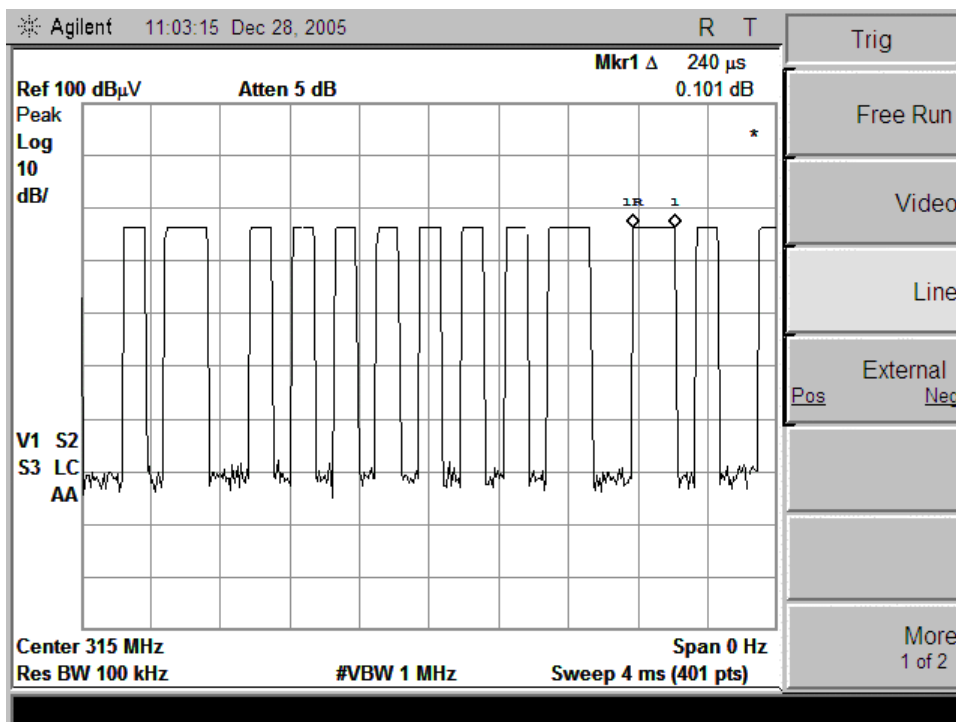 Agilent 11:03:15 Dec 28, 2005 R T
Mkr1 Δ 240 μs
Ref 100 dBμV Atten 5 dB 0.101 dB
Peak
Log
10
dB/
*
1R 1
V1 S2
S3 LC
AA
Center 315 MHz Span 0 Hz
Res BW 100 kHz #VBW 1 MHz Sweep 4 ms (401 pts)
Trig
Free Run
Video
Line
External
Pos Neg
More
1 of 2